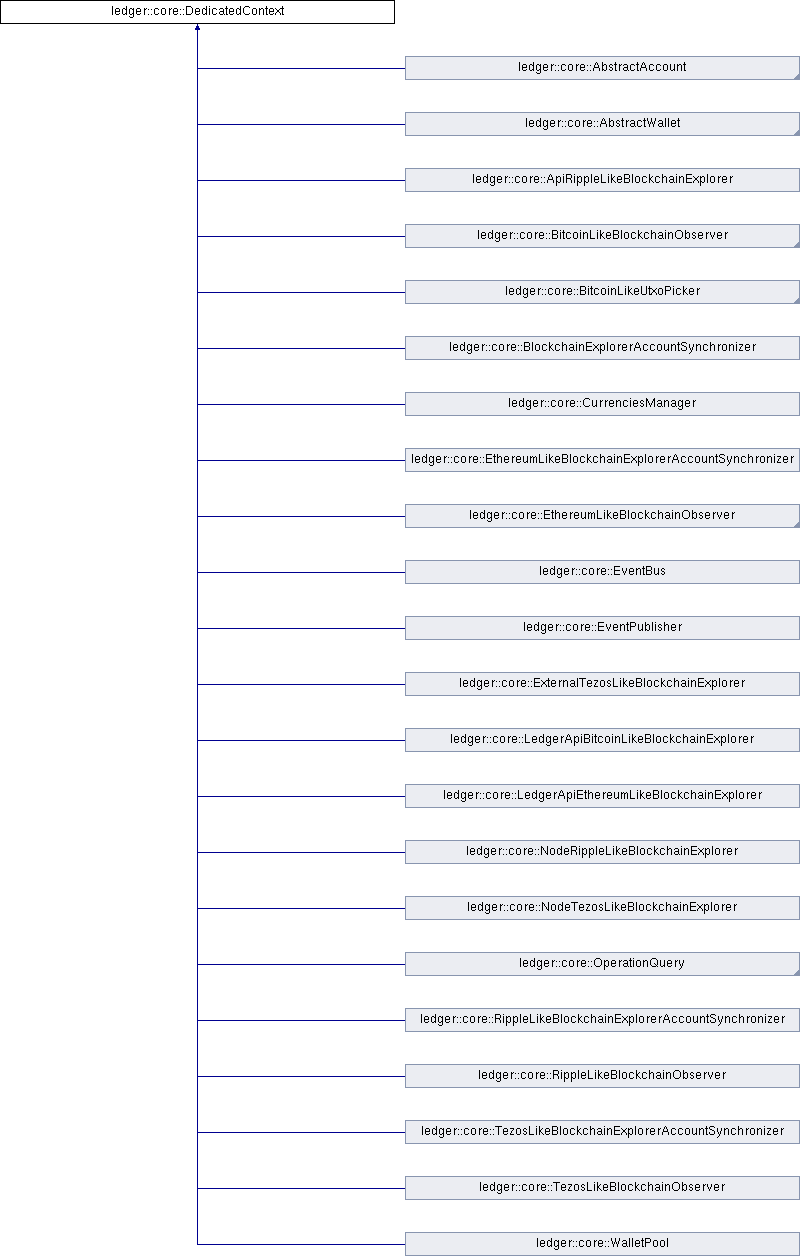 ledger::core::DedicatedContext
ledger::core::AbstractAccount
ledger::core::AbstractWallet
ledger::core::ApiRippleLikeBlockchainExplorer
ledger::core::BitcoinLikeBlockchainObserver
ledger::core::BitcoinLikeUtxoPicker
ledger::core::BlockchainExplorerAccountSynchronizer
ledger::core::CurrenciesManager
ledger::core::EthereumLikeBlockchainExplorerAccountSynchronizer
ledger::core::EthereumLikeBlockchainObserver
ledger::core::EventBus
ledger::core::EventPublisher
ledger::core::ExternalTezosLikeBlockchainExplorer
ledger::core::LedgerApiBitcoinLikeBlockchainExplorer
ledger::core::LedgerApiEthereumLikeBlockchainExplorer
ledger::core::NodeRippleLikeBlockchainExplorer
ledger::core::NodeTezosLikeBlockchainExplorer
ledger::core::OperationQuery
ledger::core::RippleLikeBlockchainExplorerAccountSynchronizer
ledger::core::RippleLikeBlockchainObserver
ledger::core::TezosLikeBlockchainExplorerAccountSynchronizer
ledger::core::TezosLikeBlockchainObserver
ledger::core::WalletPool